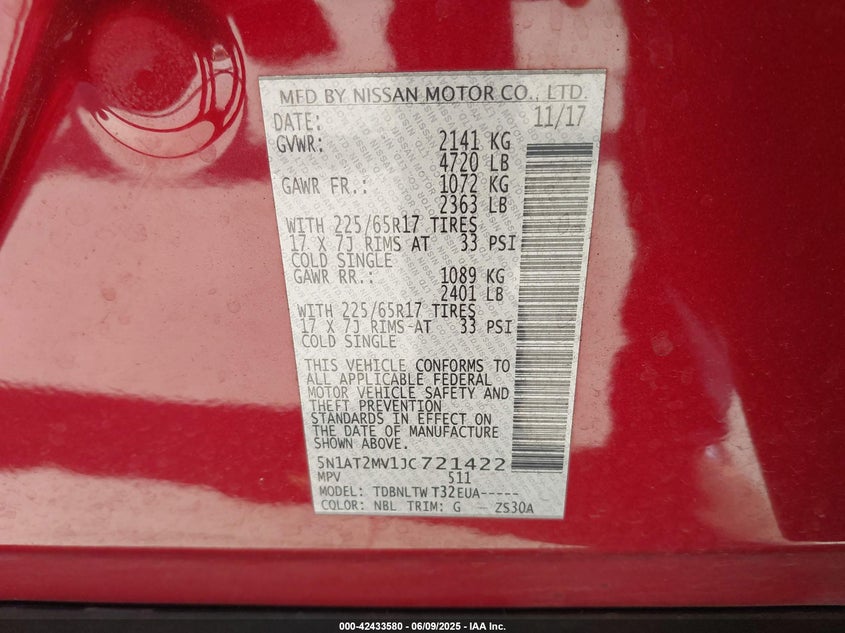 MFD BY NISSAN MOTOR CO., LTD.
DATE: 11/17
GVWR: 2141 KG
4720 LB
GAWR FR.: 1072 KG
2363 LB
WITH 225/65R17 TIRES
17 X 7J RIMS AT 33 PSI
COLD SINGLE
GAWR RR.: 1089 KG
2401 LB
WITH 225/65R17 TIRES
17 X 7J RIMS AT 33 PSI
COLD SINGLE
THIS VEHICLE CONFORMS TO
ALL APPLICABLE FEDERAL
MOTOR VEHICLE SAFETY AND
THEFT PREVENTION
STANDARDS IN EFFECT ON
THE DATE OF MANUFACTURE
SHOWN ABOVE.
5N1AT2MV1JC721422
MPV 511
MODEL: TDBNLTW T32EUA-----
COLOR: NBL TRIM: G - ZS30A
000-42433580 - 06/09/2025 - IAA Inc.